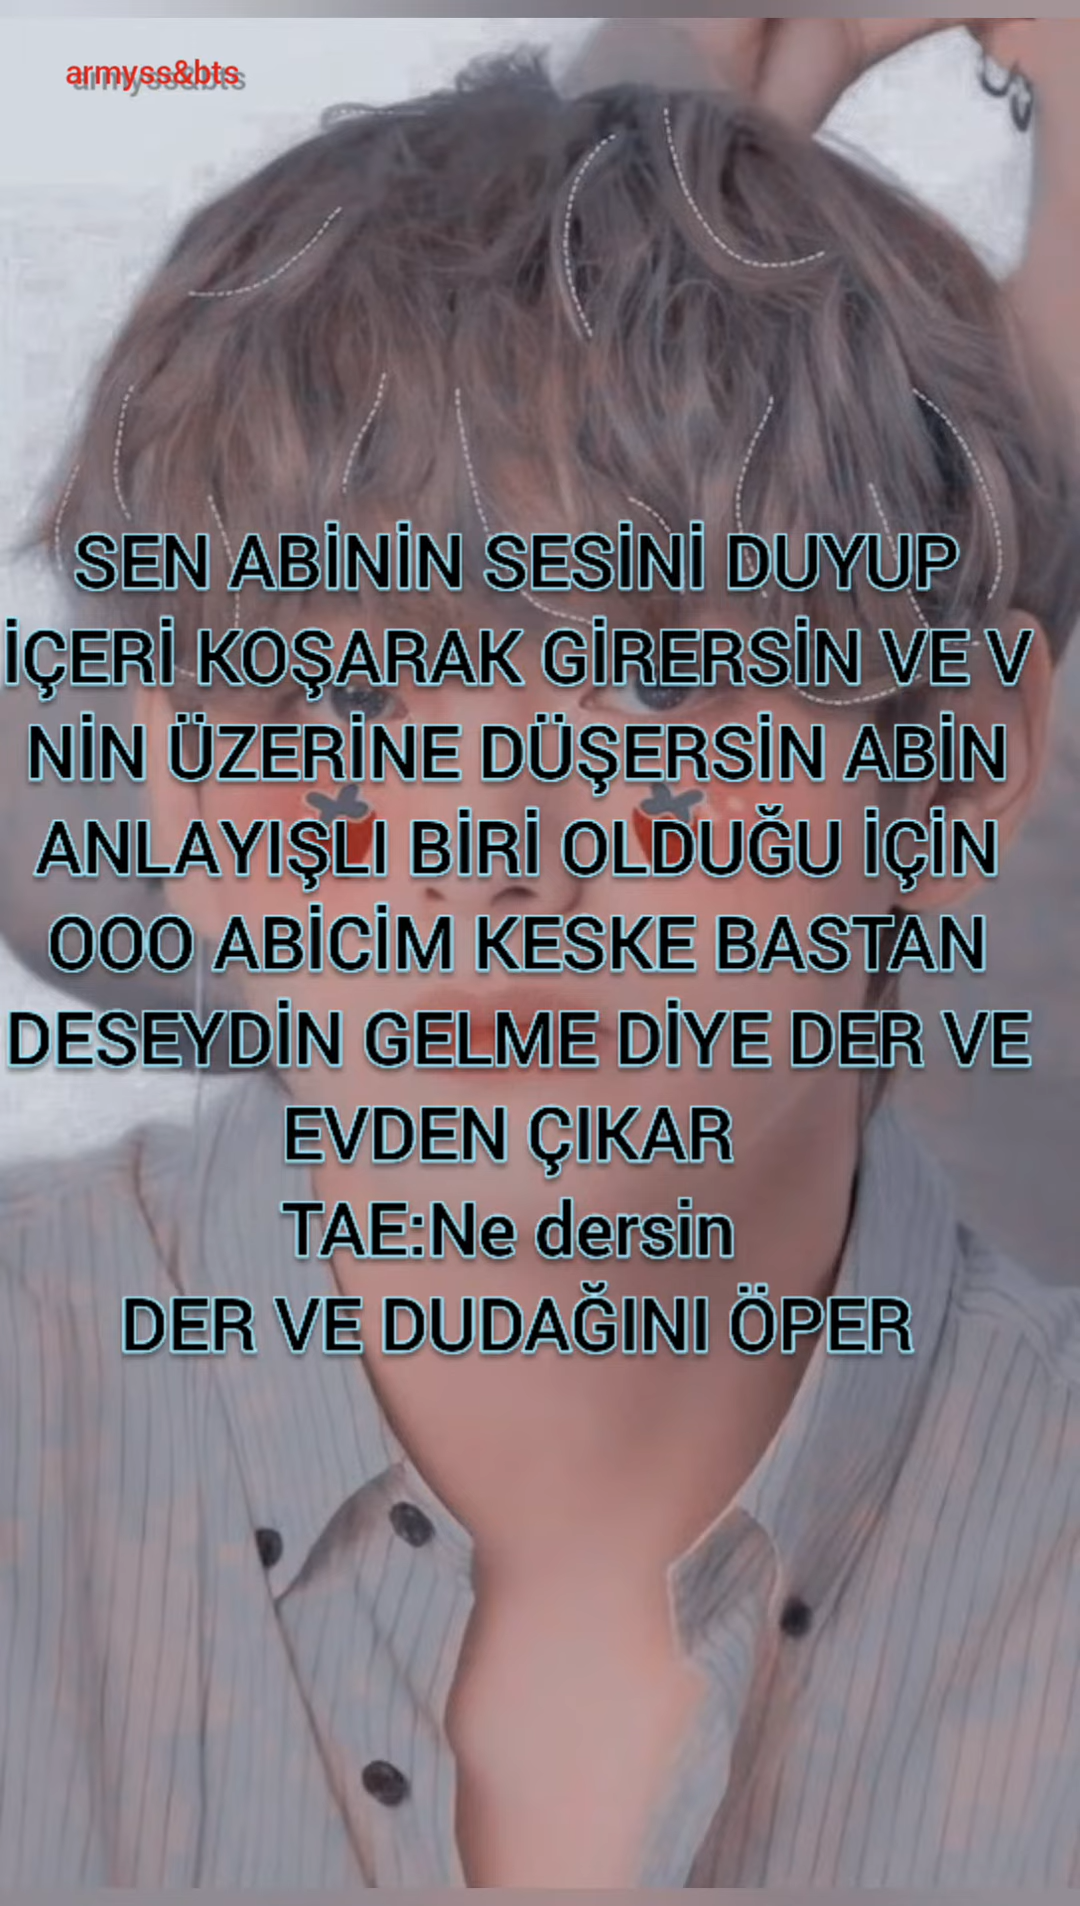 armyss&bts
SEN ABİNİN SESİNİ DUYUP
İÇERİ KOŞARAK GİRERSİN VE V
NİN ÜZERİNE DÜŞERSİN ABİN
ANLAYIŞLI BİRİ OLDUĞU İÇİN
OOO ABİCİM KESKE BASTAN
DESEYDİN GELME DİYE DER VE
EVDEN ÇIKAR
TAE:Ne dersin
DER VE DUDAĞINI ÖPER